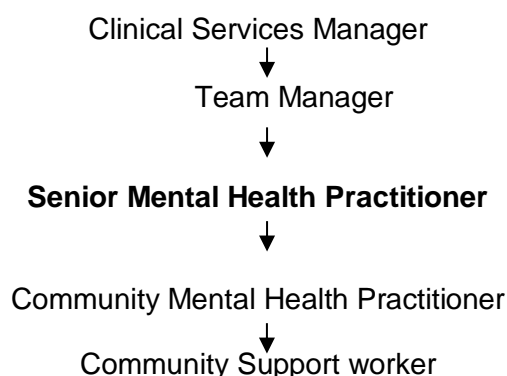 Clinical Services Manager
Team Manager
Senior Mental Health Practitioner
Community Mental Health Practitioner
Community Support worker